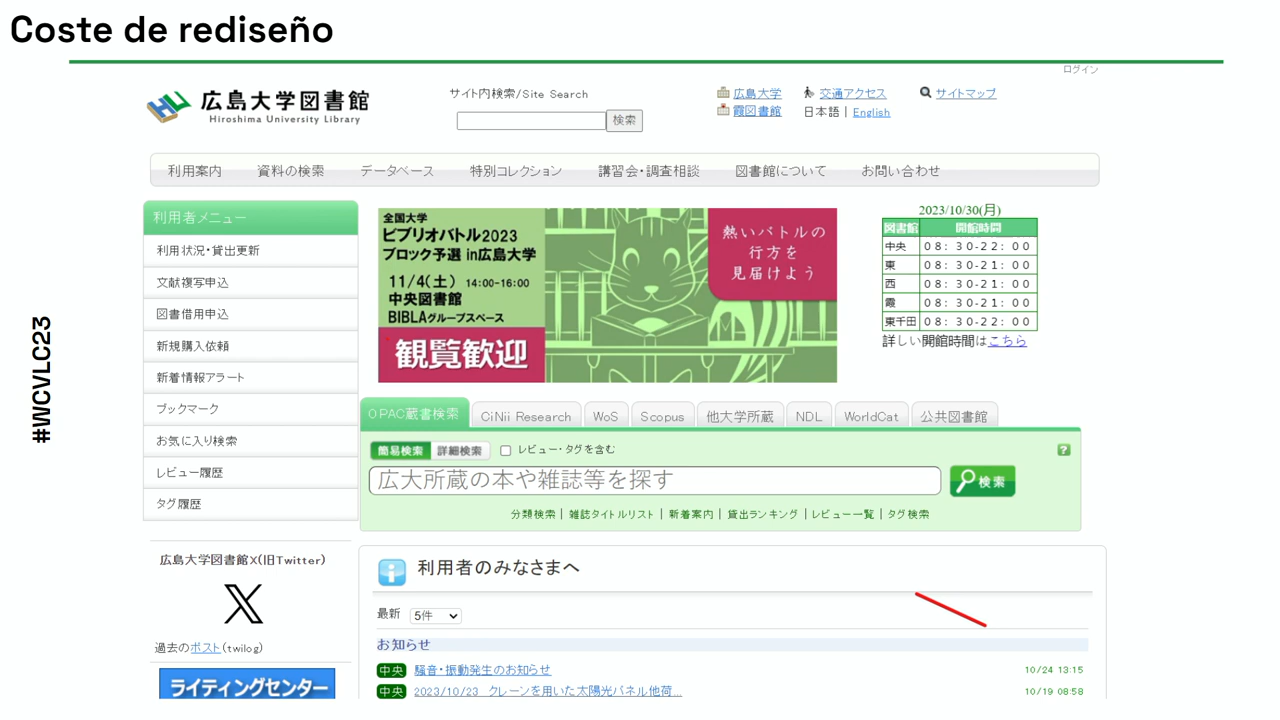 Coste de rediseño
ログイン
広島大学図書館
Hiroshima University Library
サイト内検索/Site Search
検索
広島大学
交通アクセス
サイトマップ
霞図書館
日本語 | English
利用案内
資料の検索
データベース
特別コレクション
講習会・調査相談
図書館について
お問い合わせ
利用者メニュー
利用状況・貸出更新
文献複写申込
図書借用申込
新規購入依頼
新着情報アラート
ブックマーク
お気に入り検索
レビュー履歴
タグ履歴
全国大学
ビブリオバトル2023
ブロック予選 in広島大学
11/4(土) 14:00-16:00
中央図書館
BIBLAグループスペース
観覧歓迎
熱いバトルの
行方を
見届けよう
2023/10/30(月)
図書館 開館時間
中央 08:30-22:00
東 08:30-21:00
西 08:30-21:00
霞 08:30-21:00
東千田 08:30-22:00
詳しい開館時間はこちら
OPAC蔵書検索
CiNii Research
WoS
Scopus
他大学所蔵
NDL
WorldCat
公共図書館
簡易検索
詳細検索
レビュー・タグを含む
?
広大所蔵の本や雑誌等を探す
検索
分類検索 | 雑誌タイトルリスト | 新着案内 | 貸出ランキング | レビュー一覧 | タグ検索
広島大学図書館X(旧Twitter)
過去のポスト(twilog)
ライティングセンター
利用者のみなさまへ
最新 5件
お知らせ
中央 騒音・振動発生のお知らせ 10/24 13:15
中央 2023/10/23 クレーンを用いた太陽光パネル他荷... 10/19 08:58
#WCVLC23